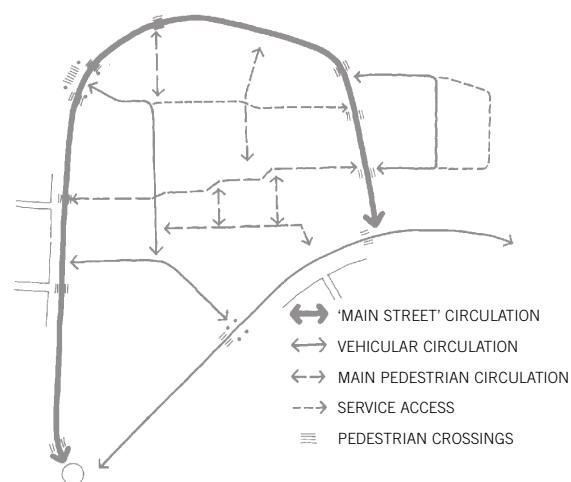 'MAIN STREET' CIRCULATION
VEHICULAR CIRCULATION
MAIN PEDESTRIAN CIRCULATION
SERVICE ACCESS
PEDESTRIAN CROSSINGS